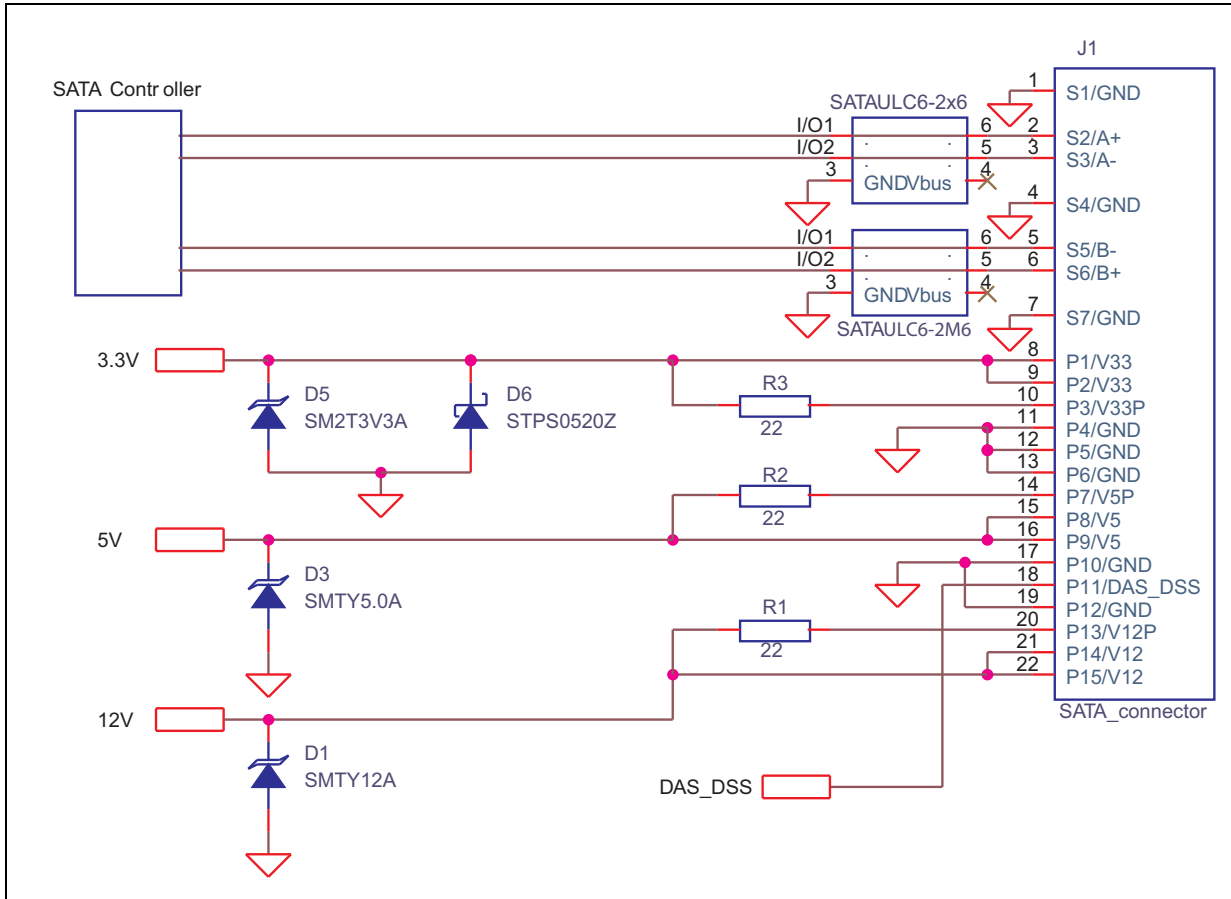 J1
SATA Contr oller
SATAULC6-2x6
1 S1/GND
I/O1 6 2 S2/A+
I/O2 5 3 S3/A-
3 GNDVbus 4
4 S4/GND
I/O1 6 5 S5/B-
I/O2 5 6 S6/B+
3 GNDVbus 4
SATAULC6-2M6
7 S7/GND
3.3V 8 P1/V33
9 P2/V33
D5 D6 R3 10 P3/V33P
SM2T3V3A STPS0520Z 22 11 P4/GND
12 P5/GND
13 P6/GND
R2 14 P7/V5P
22 15 P8/V5
5V 16 P9/V5
17 P10/GND
D3 18 P11/DAS_DSS
SMTY5.0A 19 P12/GND
R1 20 P13/V12P
22 21 P14/V12
22 P15/V12
SATA_connector
12V
D1
SMTY12A
DAS_DSS